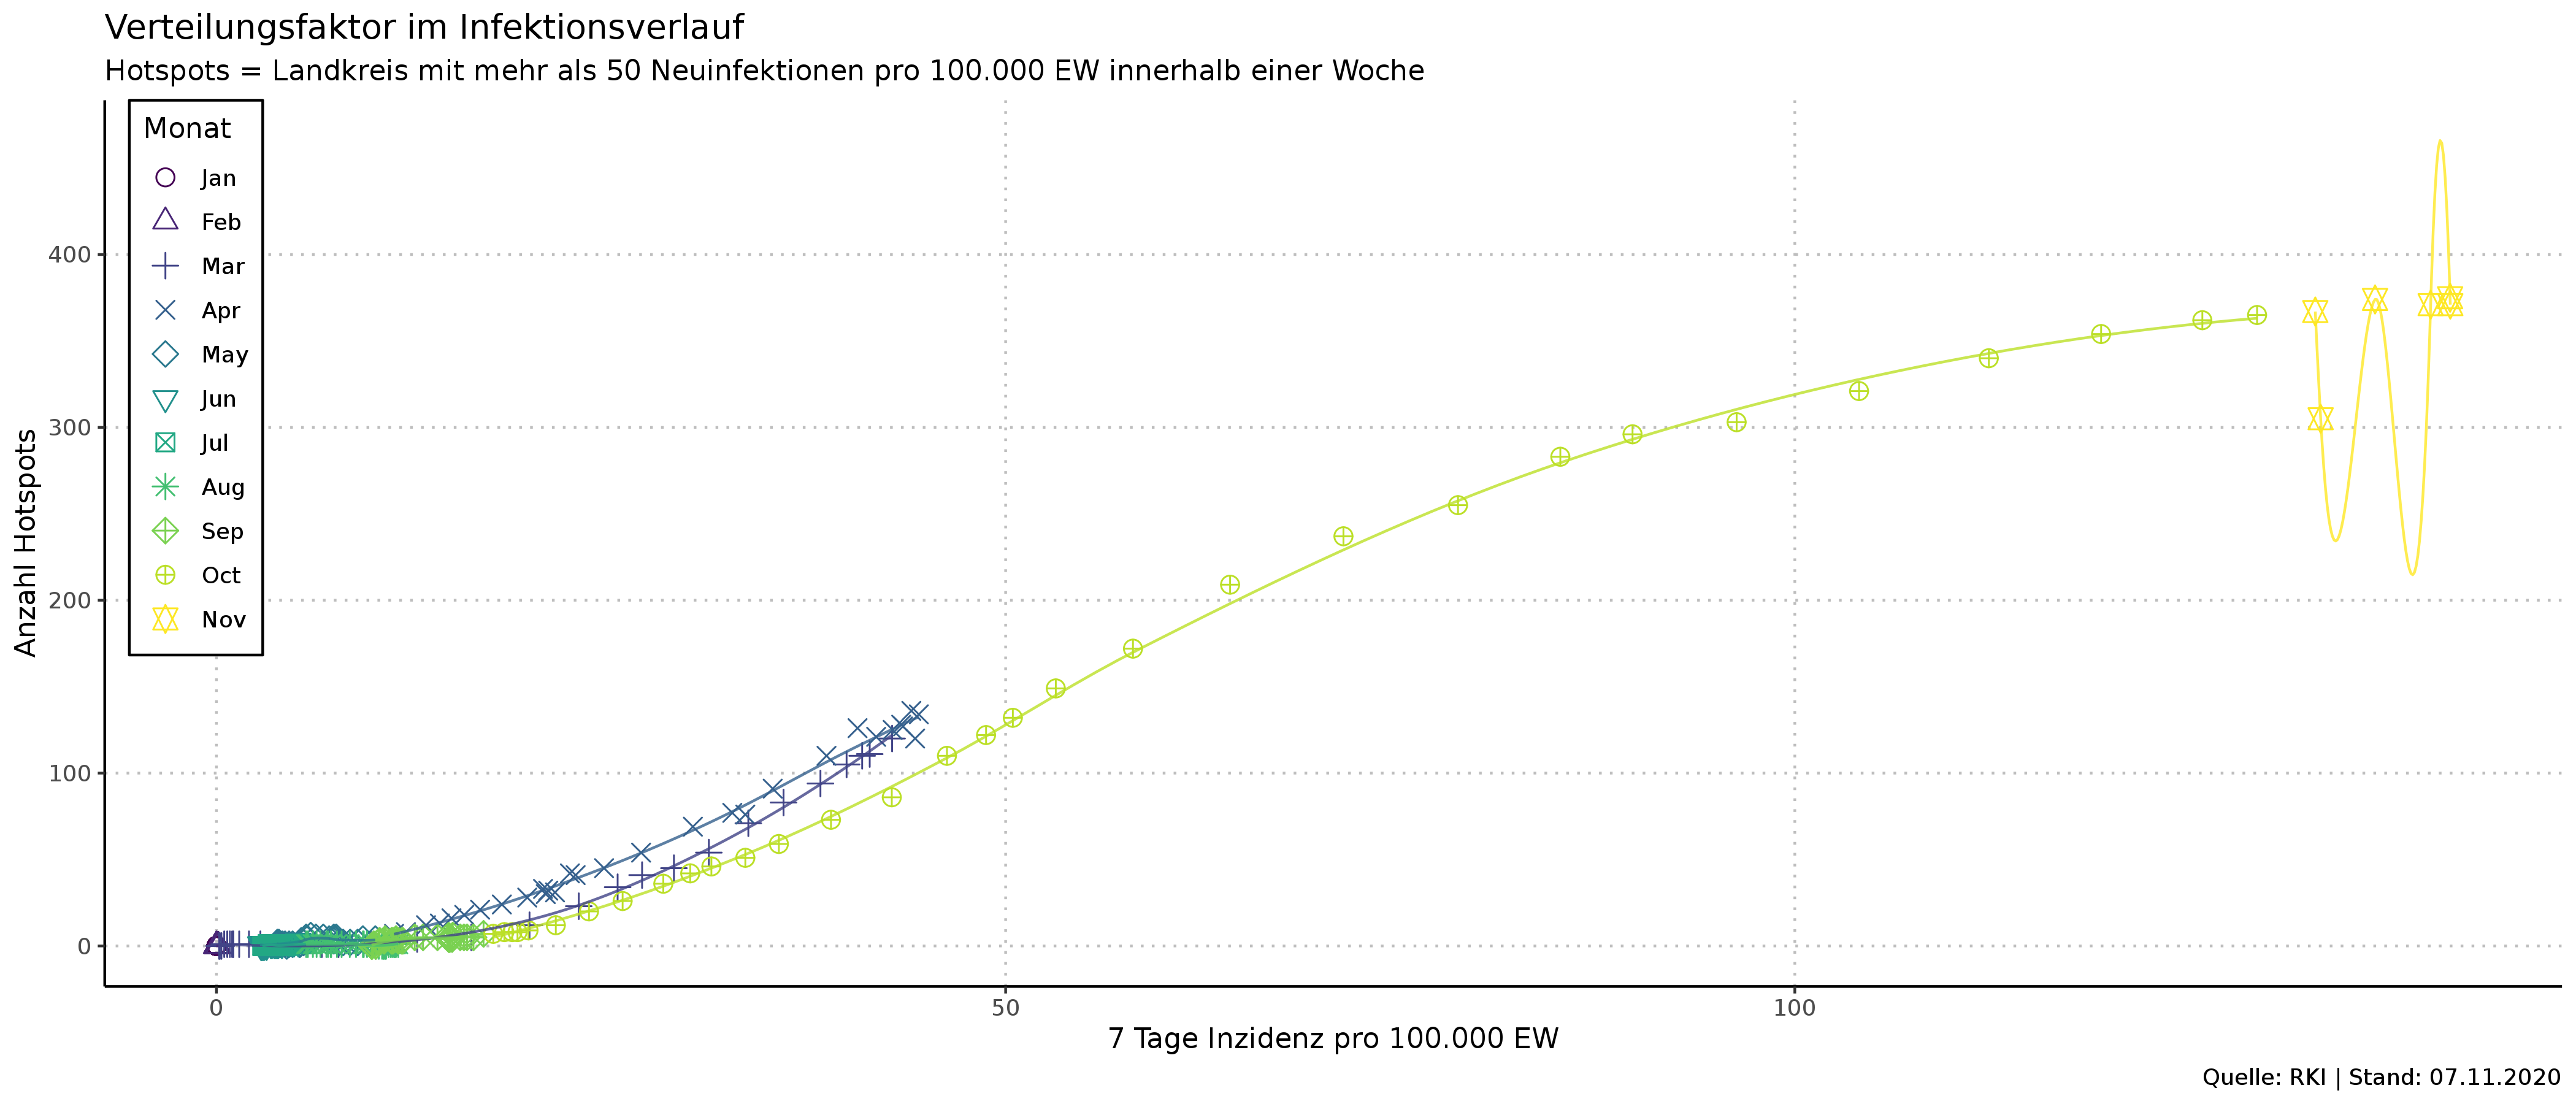 Verteilungsfaktor im Infektionsverlauf
Hotspots = Landkreis mit mehr als 50 Neuinfektionen pro 100.000 EW innerhalb einer Woche
Monat
Jan
Feb
Mar
Apr
May
Jun
Jul
Aug
Sep
Oct
Nov
Anzahl Hotspots
400
300
200
100
0
0
50
100
7 Tage Inzidenz pro 100.000 EW
Quelle: RKI | Stand: 07.11.2020